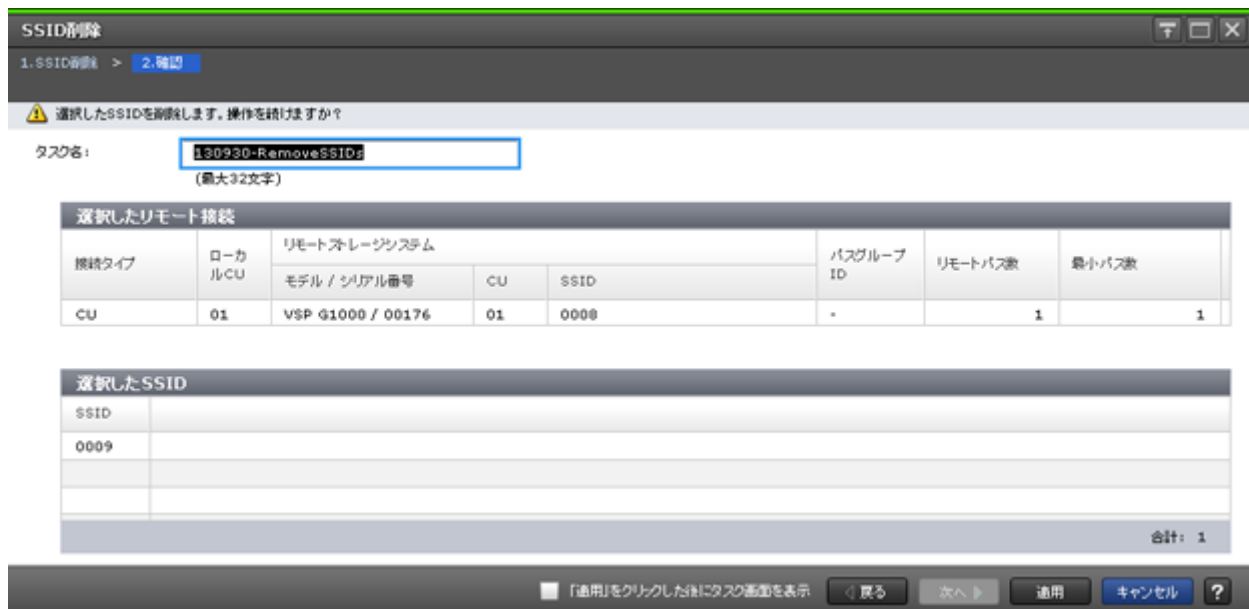 SSID削除
1.SSID削除 > 2.確認
選択したSSIDを削除します。操作を続けますか?
タスク名:
130930-RemoveSSIDs
(最大32文字)
選択したリモート接続
接続タイプ
ローカルCU
リモートストレージシステム
モデル / シリアル番号
CU
SSID
パスグループID
リモートパス数
最小パス数
CU 01 VSP G1000 / 00176 01 0008 - 1 1
選択したSSID
SSID
0009
合計: 1
「適用」をクリックした後にタスク画面を表示 戻る 次へ 適用 キャンセル ?